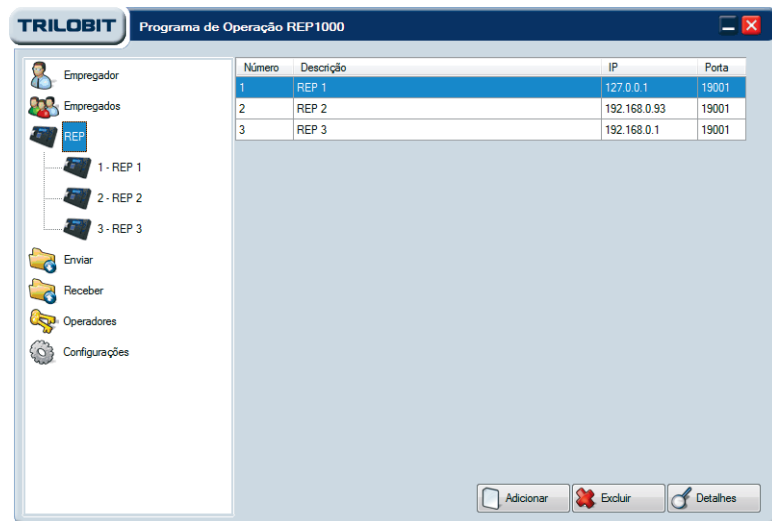 TRILOBIT Programa de Operação REP1000
Empregador
Empregados
REP
1 - REP 1
2 - REP 2
3 - REP 3
Enviar
Receber
Operadores
Configurações
Número Descrição IP Porta
1 REP 1 127.0.0.1 19001
2 REP 2 192.168.0.93 19001
3 REP 3 192.168.0.1 19001
Adicionar Excluir Detalhes